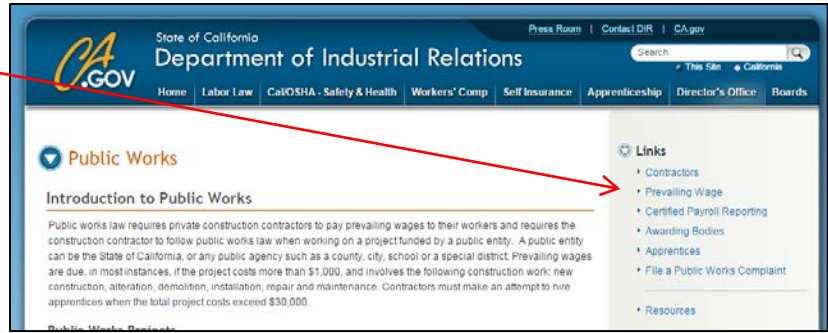 Press Room | Contact DIR | CA.gov
State of California
CA.GOV
Department of Industrial Relations
Search
This Site California
Home Labor Law Cal/OSHA - Safety & Health Workers' Comp Self Insurance Apprenticeship Director's Office Boards
Public Works
Introduction to Public Works
Public works law requires private construction contractors to pay prevailing wages to their workers and requires the
construction contractor to follow public works law when working on a project funded by a public entity. A public entity
can be the State of California, or any public agency such as a county, city, school or a special district. Prevailing wages
are due, in most instances, if the project costs more than $1,000, and involves the following construction work: new
construction, alteration, demolition, installation, repair and maintenance. Contractors must make an attempt to hire
apprentices when the total project costs exceed $30,000.
Public Works Projects
Links
Contractors
Prevailing Wage
Certified Payroll Reporting
Awarding Bodies
Apprentices
File a Public Works Complaint
Resources